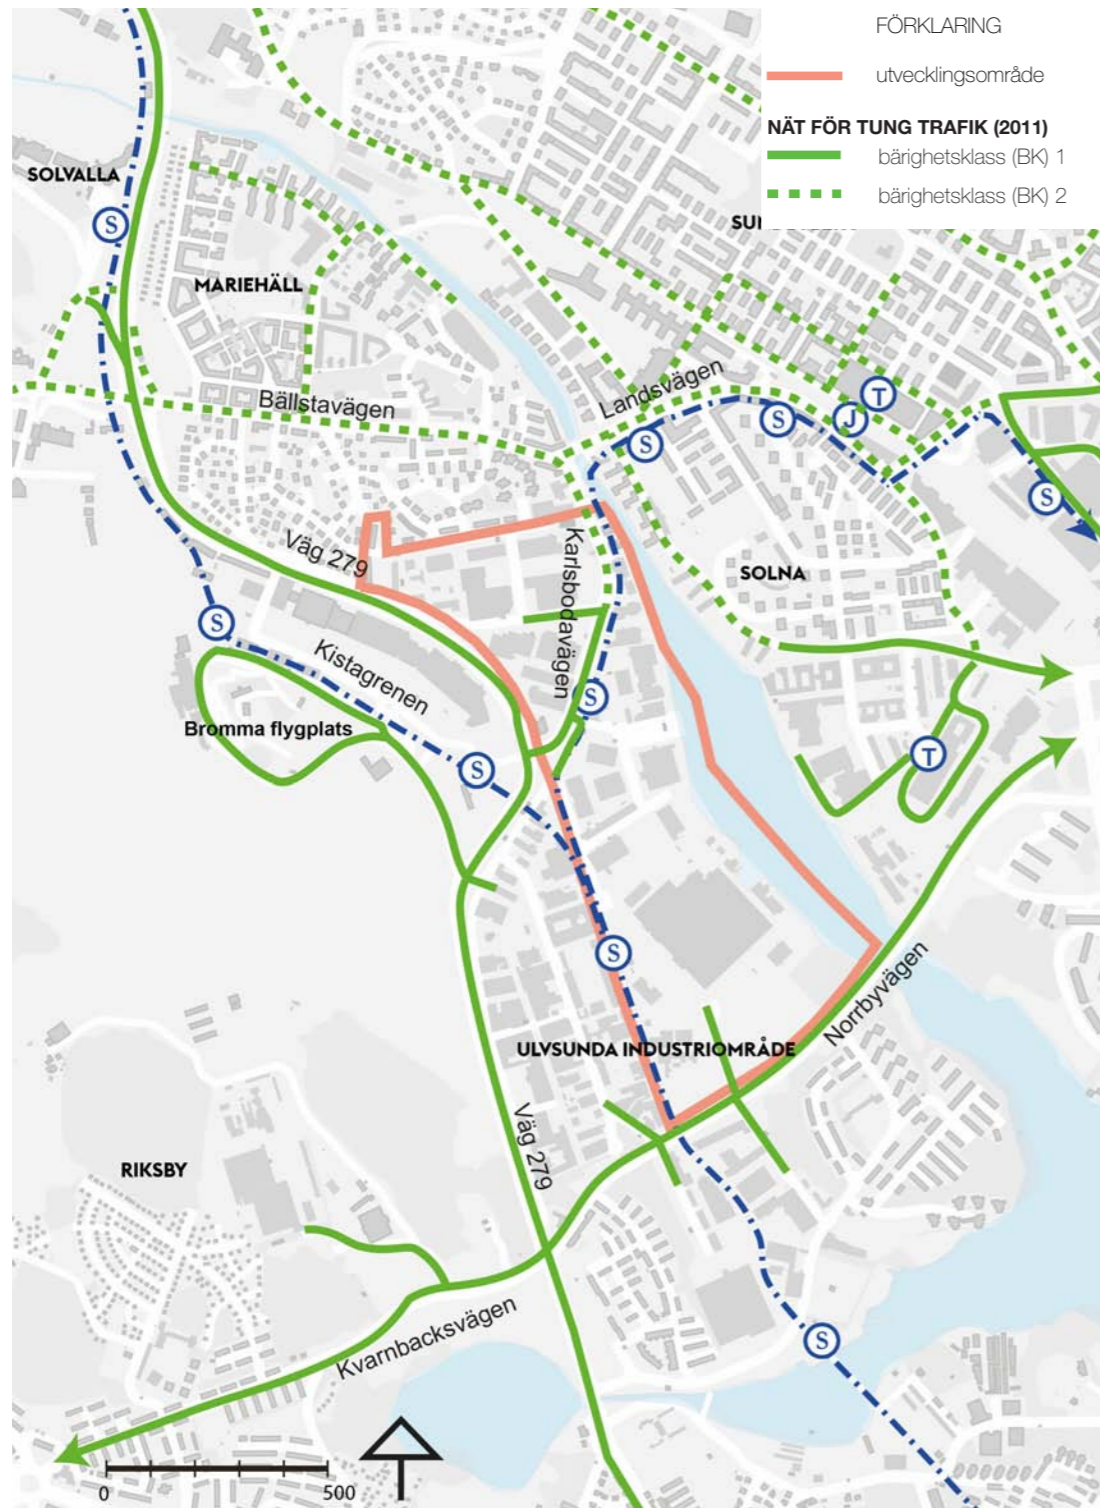 FÖRKLARING
utvecklingsområde
NÄT FÖR TUNG TRAFIK (2011)
bärighetsklass (BK) 1
bärighetsklass (BK) 2
SOLVALLA
S
MARIEHÄLL
Bällstavägen
Landsvägen
T
J
S
S
S
Väg 279
Karlsbodavägen
SOLNA
S
Kistagrenen
S
Bromma flygplats
S
T
S
Norrbyvägen
ULVSUNDA INDUSTRIOMRÅDE
Väg 279
RIKSBY
Kvarnbacksvägen
S
0
500